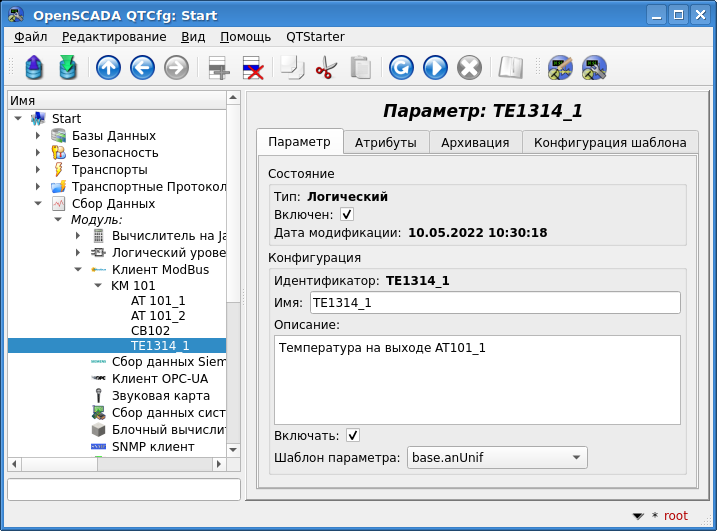 OpenSCADA QTCfg: Start
Файл Редактирование Вид Помощь QTStarter
Имя
Start
Базы Данных
Безопасность
Транспорты
Транспортные Протокол
Сбор Данных
Модуль:
Вычислитель на Ja
Логический урове
Клиент ModBus
KM 101
AT 101_1
AT 101_2
CB102
TE1314_1
Сбор данных Siem
Клиент OPC-UA
Звуковая карта
Сбор данных сист
Блочный вычислит
SNMP клиент
Параметр: TE1314_1
Параметр Атрибуты Архивация Конфигурация шаблона
Состояние
Тип: Логический
Включен:
Дата модификации: 10.05.2022 10:30:18
Конфигурация
Идентификатор: TE1314_1
Имя: TE1314_1
Описание:
Температура на выходе AT101_1
Включать:
Шаблон параметра: base.anUnif
* root